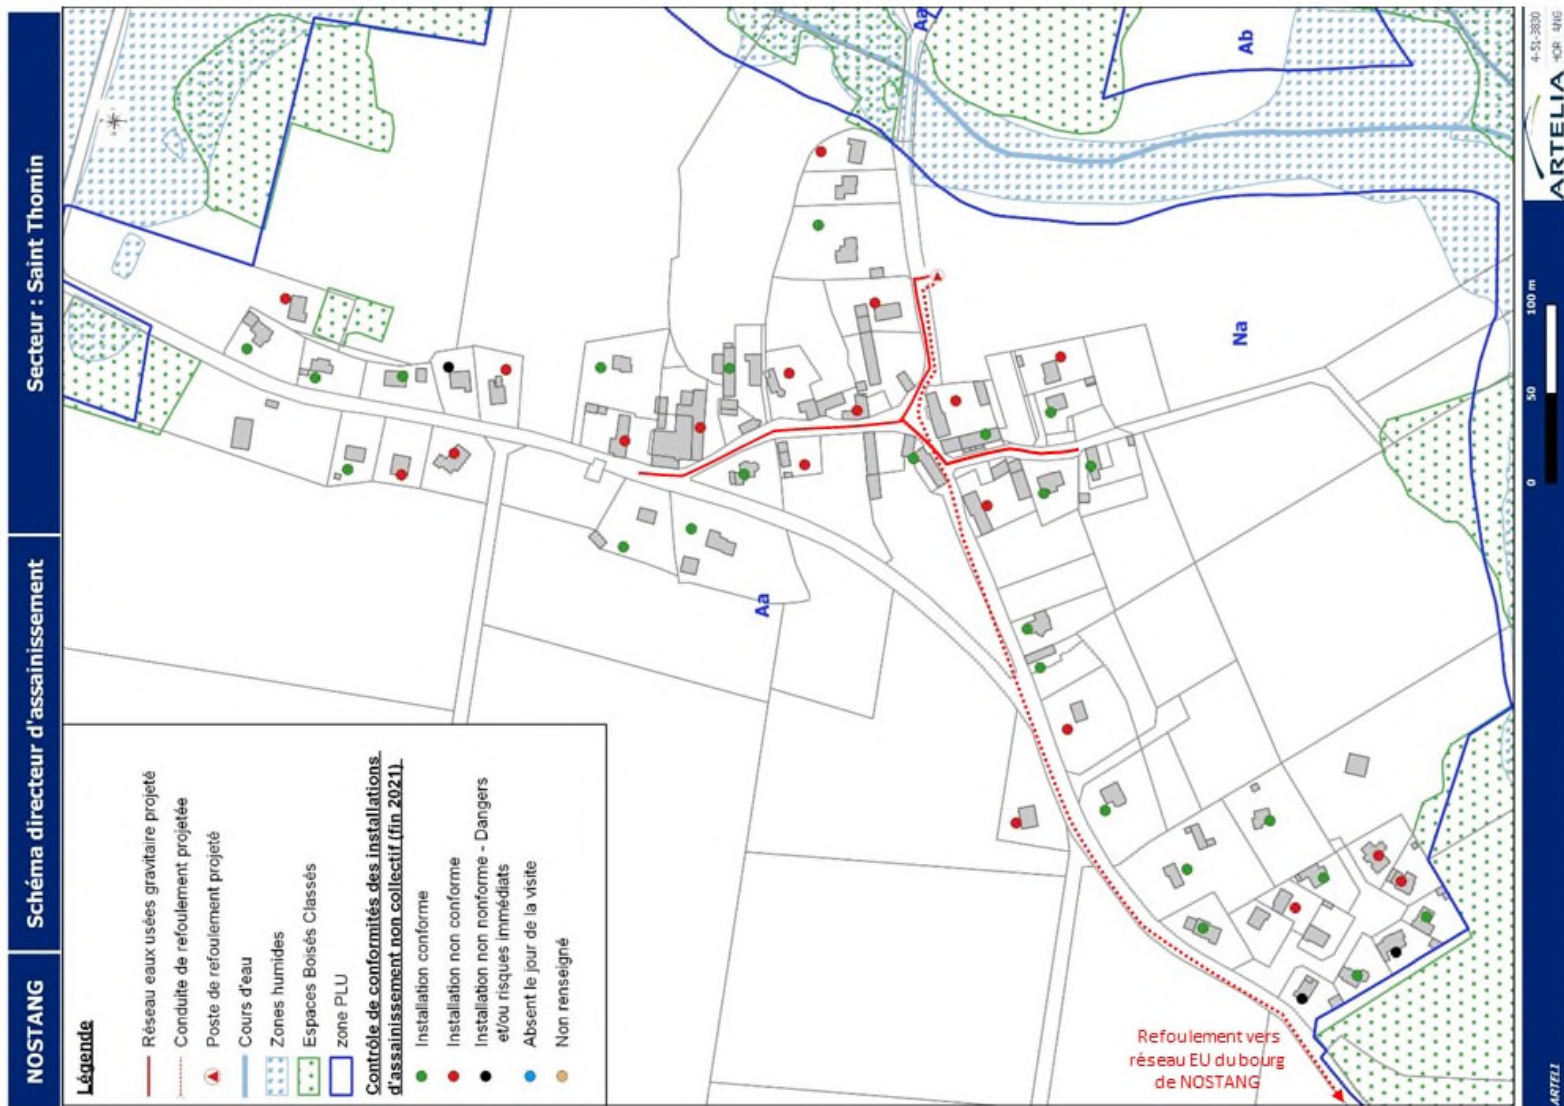 NOSTANG
Schéma directeur d'assainissement
Secteur : Saint Thomin
Légende
Réseau eaux usées gravitaire projeté
Conduite de refoulement projetée
Poste de refoulement projeté
Cours d'eau
Zones humides
Espaces Boisés Classés
zone PLU
Contrôle de conformités des installations
d'assainissement non collectif (fin 2021)
Installation conforme
Installation non conforme
Installation non nonforme - Dangers
et/ou risques immédiats
Absent le jour de la visite
Non renseigné
Aa
Aa
Ab
Na
Refoulement vers
réseau EU du bourg
de NOSTANG
0 50 100 m
ARTELIA
4-51-3830
ARTELI